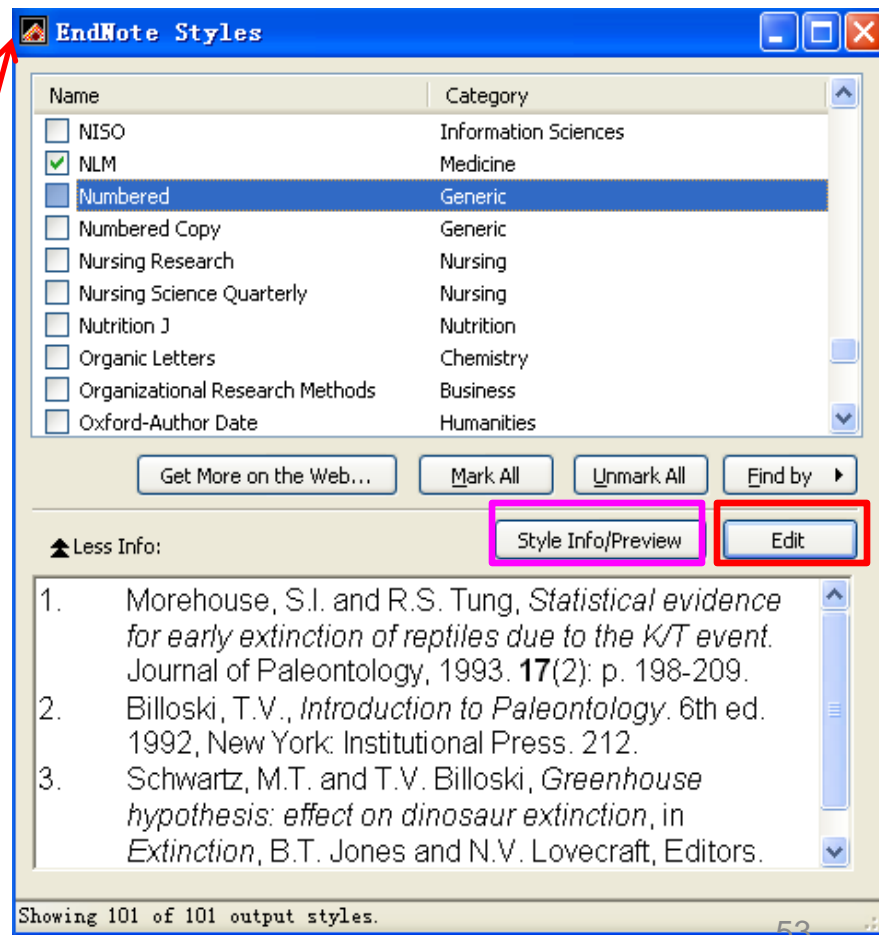 EndNote Styles
Name Category
NISO Information Sciences
NLM Medicine
Numbered Generic
Numbered Copy Generic
Nursing Research Nursing
Nursing Science Quarterly Nursing
Nutrition J Nutrition
Organic Letters Chemistry
Organizational Research Methods Business
Oxford-Author Date Humanities
Get More on the Web... Mark All Unmark All Find by
Less Info: Style Info/Preview Edit
1. Morehouse, S.I. and R.S. Tung, Statistical evidence
for early extinction of reptiles due to the K/T event.
Journal of Paleontology, 1993. 17(2): p. 198-209.
2. Billoski, T.V., Introduction to Paleontology. 6th ed.
1992, New York: Institutional Press. 212.
3. Schwartz, M.T. and T.V. Billoski, Greenhouse
hypothesis: effect on dinosaur extinction, in
Extinction, B.T. Jones and N.V. Lovecraft, Editors.
Showing 101 of 101 output styles.
53